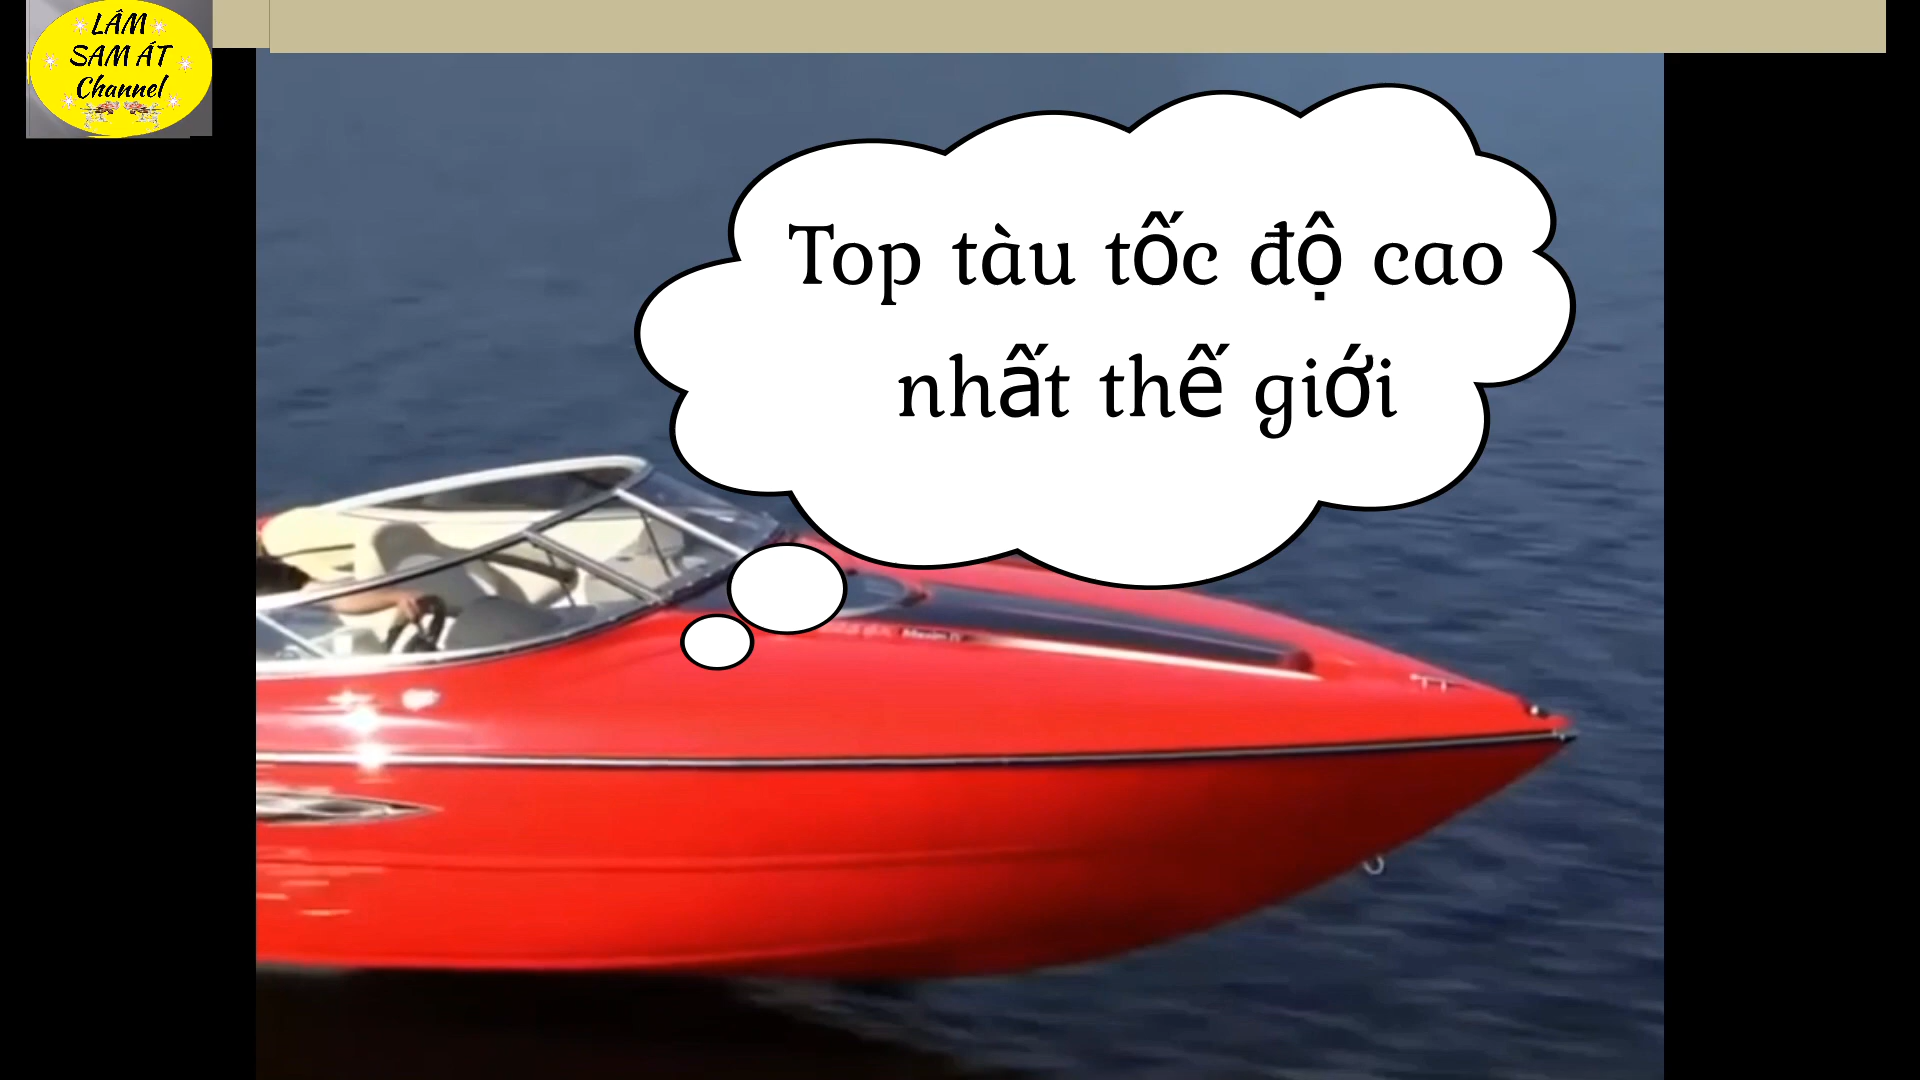 LÂM
SAM ÁT
Channel
Top tàu tốc độ cao
nhất thế giới